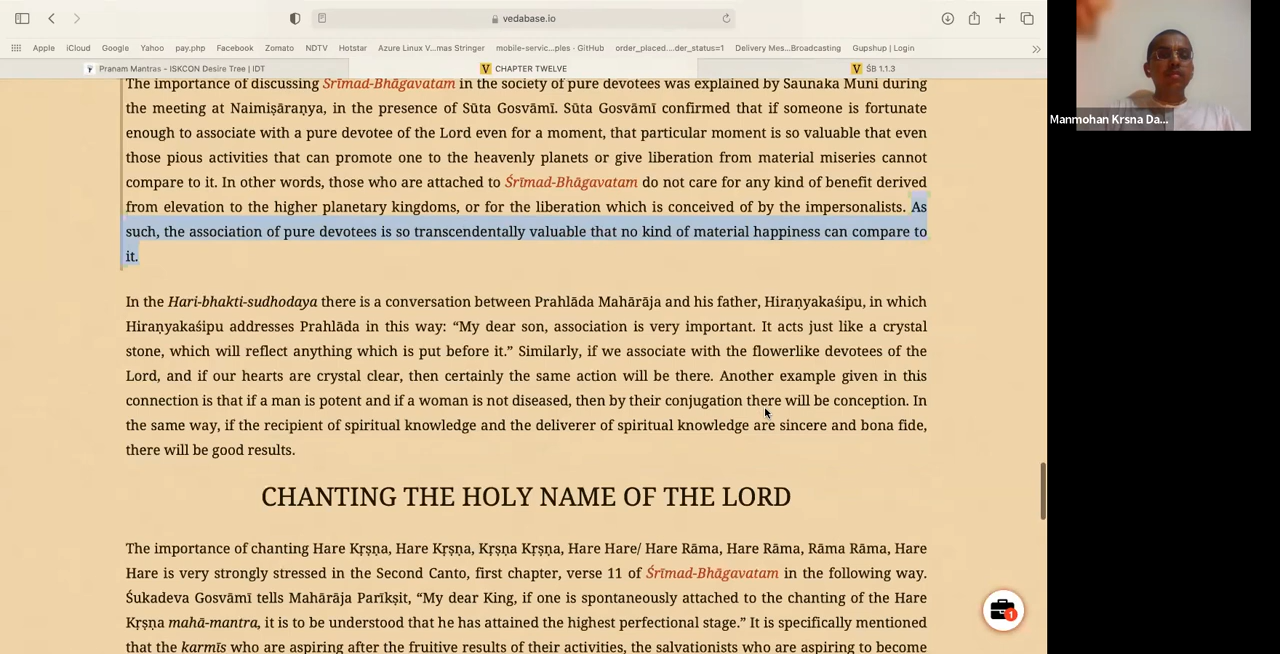 vedabase.io
Apple iCloud Google Yahoo pay.php Facebook Zomato NDTV Hotstar Azure Linux V...mas Stringer mobile-servic...ples · GitHub order_placed....der_status=1 Delivery Mes...Broadcasting Gupshup | Login
Pranam Mantras - ISKCON Desire Tree | IDT CHAPTER TWELVE ŚB 1.1.3
Manmohan Krsna Da...
The importance of discussing Śrīmad-Bhāgavatam in the society of pure devotees was explained by Śaunaka Muni during
the meeting at Naimiṣāraṇya, in the presence of Sūta Gosvāmī. Sūta Gosvāmī confirmed that if someone is fortunate
enough to associate with a pure devotee of the Lord even for a moment, that particular moment is so valuable that even
those pious activities that can promote one to the heavenly planets or give liberation from material miseries cannot
compare to it. In other words, those who are attached to Śrīmad-Bhāgavatam do not care for any kind of benefit derived
from elevation to the higher planetary kingdoms, or for the liberation which is conceived of by the impersonalists. As
such, the association of pure devotees is so transcendentally valuable that no kind of material happiness can compare to
it.
In the Hari-bhakti-sudhodaya there is a conversation between Prahlāda Mahārāja and his father, Hiraṇyakaśipu, in which
Hiraṇyakaśipu addresses Prahlāda in this way: “My dear son, association is very important. It acts just like a crystal
stone, which will reflect anything which is put before it.” Similarly, if we associate with the flowerlike devotees of the
Lord, and if our hearts are crystal clear, then certainly the same action will be there. Another example given in this
connection is that if a man is potent and if a woman is not diseased, then by their conjugation there will be conception. In
the same way, if the recipient of spiritual knowledge and the deliverer of spiritual knowledge are sincere and bona fide,
there will be good results.
CHANTING THE HOLY NAME OF THE LORD
The importance of chanting Hare Kṛṣṇa, Hare Kṛṣṇa, Kṛṣṇa Kṛṣṇa, Hare Hare/ Hare Rāma, Hare Rāma, Rāma Rāma, Hare
Hare is very strongly stressed in the Second Canto, first chapter, verse 11 of Śrīmad-Bhāgavatam in the following way.
Śukadeva Gosvāmī tells Mahārāja Parīkṣit, “My dear King, if one is spontaneously attached to the chanting of the Hare
Kṛṣṇa mahā-mantra, it is to be understood that he has attained the highest perfectional stage.” It is specifically mentioned
that the karmīs who are aspiring after the fruitive results of their activities, the salvationists who are aspiring to become
1